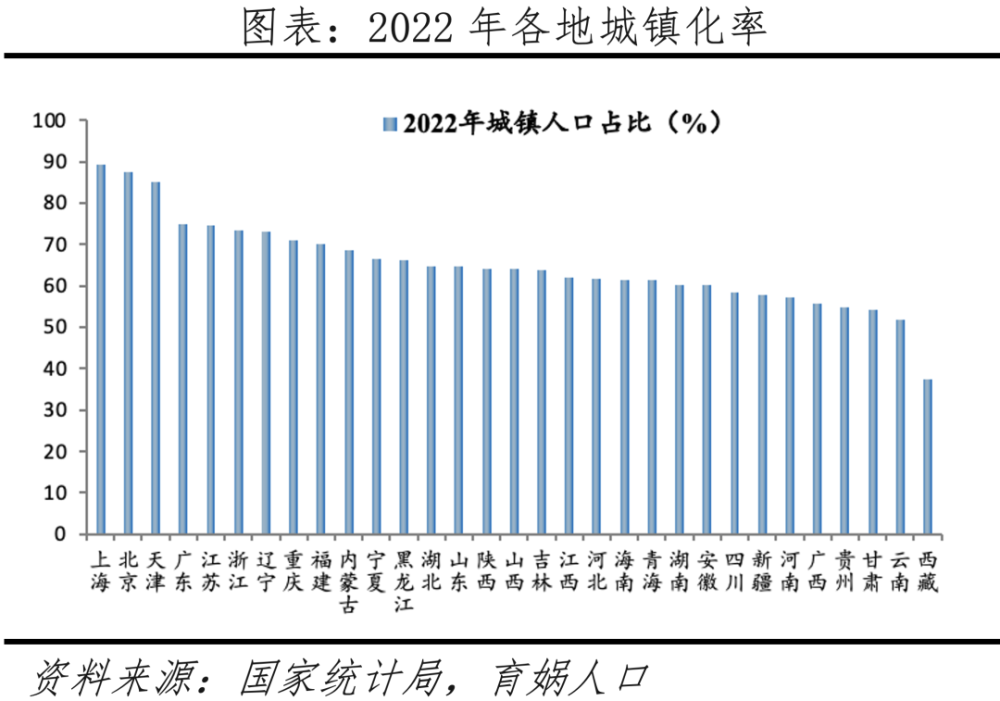 图表：2022 年各地城镇化率
2022年城镇人口占比（%）
100
90
80
70
60
50
40
30
20
10
0
上海 北京 天津 广东 江苏 浙江 辽宁 重庆 福建 内蒙古 宁夏 黑龙江 湖北 山东 陕西 山西 吉林 江西 河北 海南 青海 湖南 安徽 四川 新疆 河南 广西 贵州 甘肃 云南 西藏
资料来源：国家统计局，育娲人口